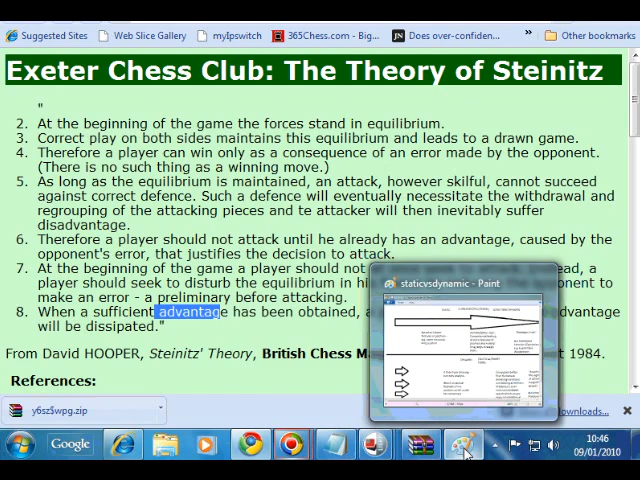 Suggested Sites Web Slice Gallery myIpswitch 365Chess.com - Big... Does over-confiden... » Other bookmarks
Exeter Chess Club: The Theory of Steinitz
"
2. At the beginning of the game the forces stand in equilibrium.
3. Correct play on both sides maintains this equilibrium and leads to a drawn game.
4. Therefore a player can win only as a consequence of an error made by the opponent.
(There is no such thing as a winning move.)
5. As long as the equilibrium is maintained, an attack, however skilful, cannot succeed
against correct defence. Such a defence will eventually necessitate the withdrawal and
regrouping of the attacking pieces and te attacker will then inevitably suffer
disadvantage.
6. Therefore a player should not attack until he already has an advantage, caused by the
opponent's error, that justifies the decision to attack.
7. At the beginning of the game a player should not
player should seek to disturb the equilibrium in his
make an error - a preliminary before attacking.
8. When a sufficient advantage has been obtained, a
will be dissipated."
staticvsdynamic - Paint
From David HOOPER, Steinitz' Theory, British Chess 1984.
References:
y6sz$wpg.zip
Google
10:46
09/01/2010